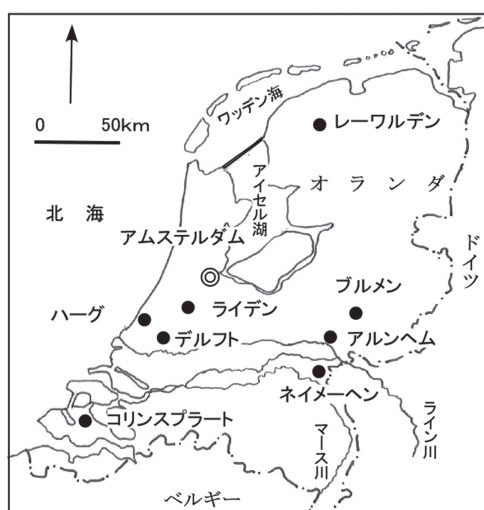 ワッデン海
0 50km
レーワルデン
アイセル湖
オランダ
北海
アムステルダム
ドイツ
ブルメン
ハーグ
ライデン
デルフト
アルンヘム
ネイメーヘン
コリンスプラート
マース川
ライン川
ベルギー